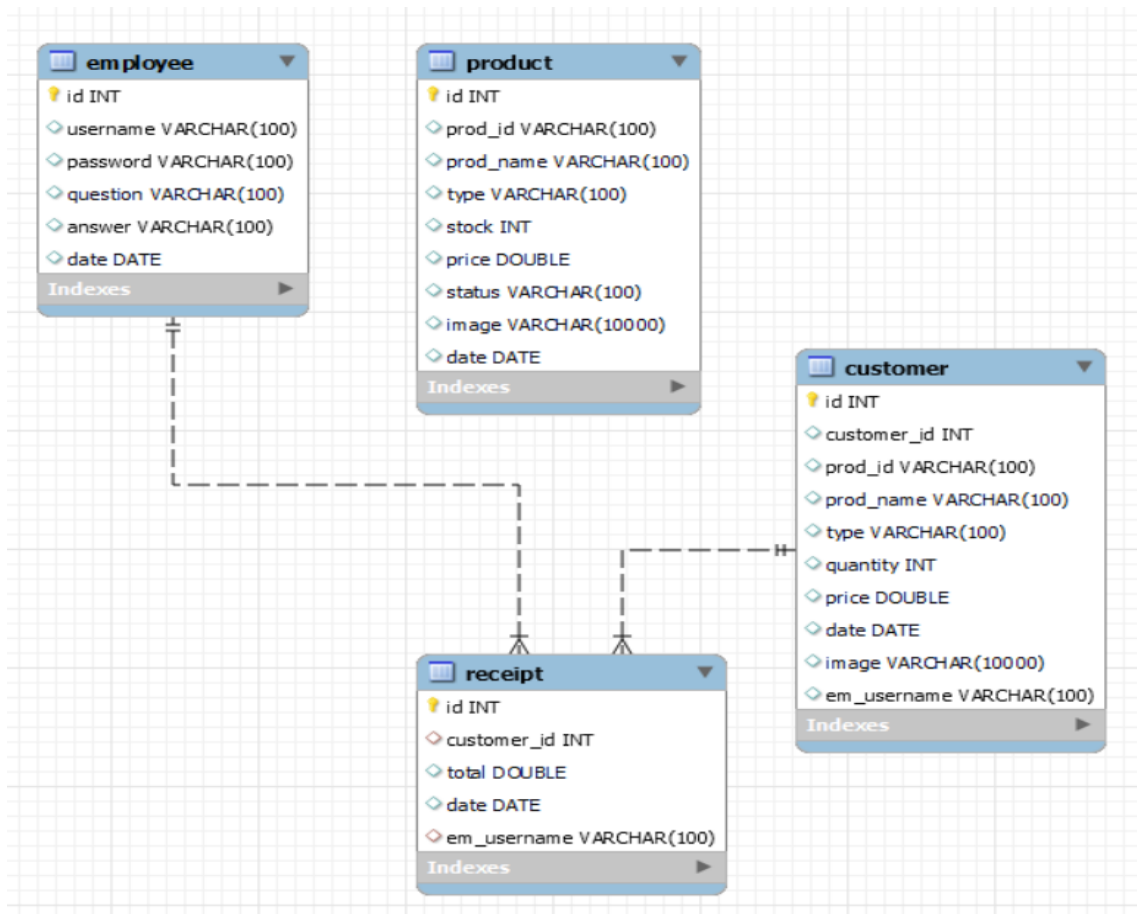 employee
id INT
username VARCHAR(100)
password VARCHAR(100)
question VARCHAR(100)
answer VARCHAR(100)
date DATE
Indexes
product
id INT
prod_id VARCHAR(100)
prod_name VARCHAR(100)
type VARCHAR(100)
stock INT
price DOUBLE
status VARCHAR(100)
image VARCHAR(10000)
date DATE
Indexes
customer
id INT
customer_id INT
prod_id VARCHAR(100)
prod_name VARCHAR(100)
type VARCHAR(100)
quantity INT
price DOUBLE
date DATE
image VARCHAR(10000)
em_username VARCHAR(100)
Indexes
receipt
id INT
customer_id INT
total DOUBLE
date DATE
em_username VARCHAR(100)
Indexes